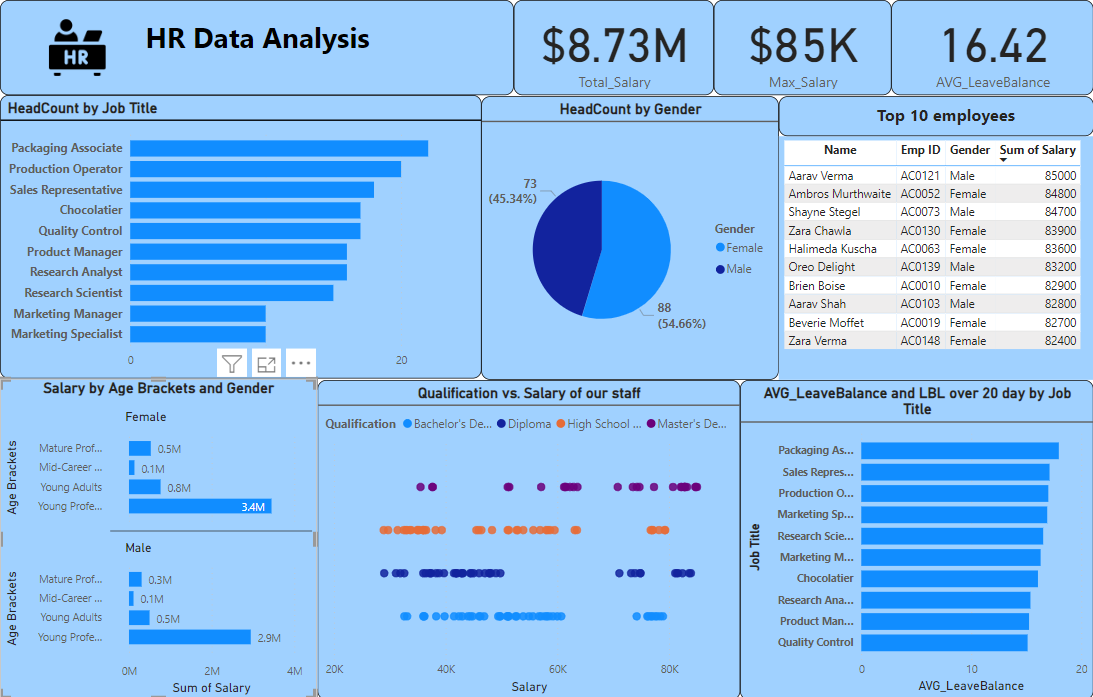 HR
HR Data Analysis
$8.73M
Total_Salary
$85K
Max_Salary
16.42
AVG_LeaveBalance
HeadCount by Job Title
Packaging Associate
Production Operator
Sales Representative
Chocolatier
Quality Control
Product Manager
Research Analyst
Research Scientist
Marketing Manager
Marketing Specialist
0 20
HeadCount by Gender
73
(45.34%)
88
(54.66%)
Gender
Female
Male
Top 10 employees
Name Emp ID Gender Sum of Salary
Aarav Verma AC0121 Male 85000
Ambros Murthwaite AC0052 Female 84800
Shayne Stegel AC0073 Male 84700
Zara Chawla AC0130 Female 83900
Halimeda Kuscha AC0063 Female 83600
Oreo Delight AC0139 Male 83200
Brien Boise AC0010 Female 82900
Aarav Shah AC0103 Male 82800
Beverie Moffet AC0019 Female 82700
Zara Verma AC0148 Female 82400
Salary by Age Brackets and Gender
Female
Age Brackets
Mature Prof... 0.5M
Mid-Career ... 0.1M
Young Adults 0.8M
Young Profe... 3.4M
Male
Age Brackets
Mature Prof... 0.3M
Mid-Career ... 0.1M
Young Adults 0.5M
Young Profe... 2.9M
0M 2M 4M
Sum of Salary
Qualification vs. Salary of our staff
Qualification Bachelor's De... Diploma High School ... Master's De...
20K 40K 60K 80K
Salary
AVG_LeaveBalance and LBL over 20 day by Job
Title
Job Title
Packaging As...
Sales Repres...
Production O...
Marketing Sp...
Research Scie...
Marketing M...
Chocolatier
Research Ana...
Product Man...
Quality Control
0 10 20
AVG_LeaveBalance